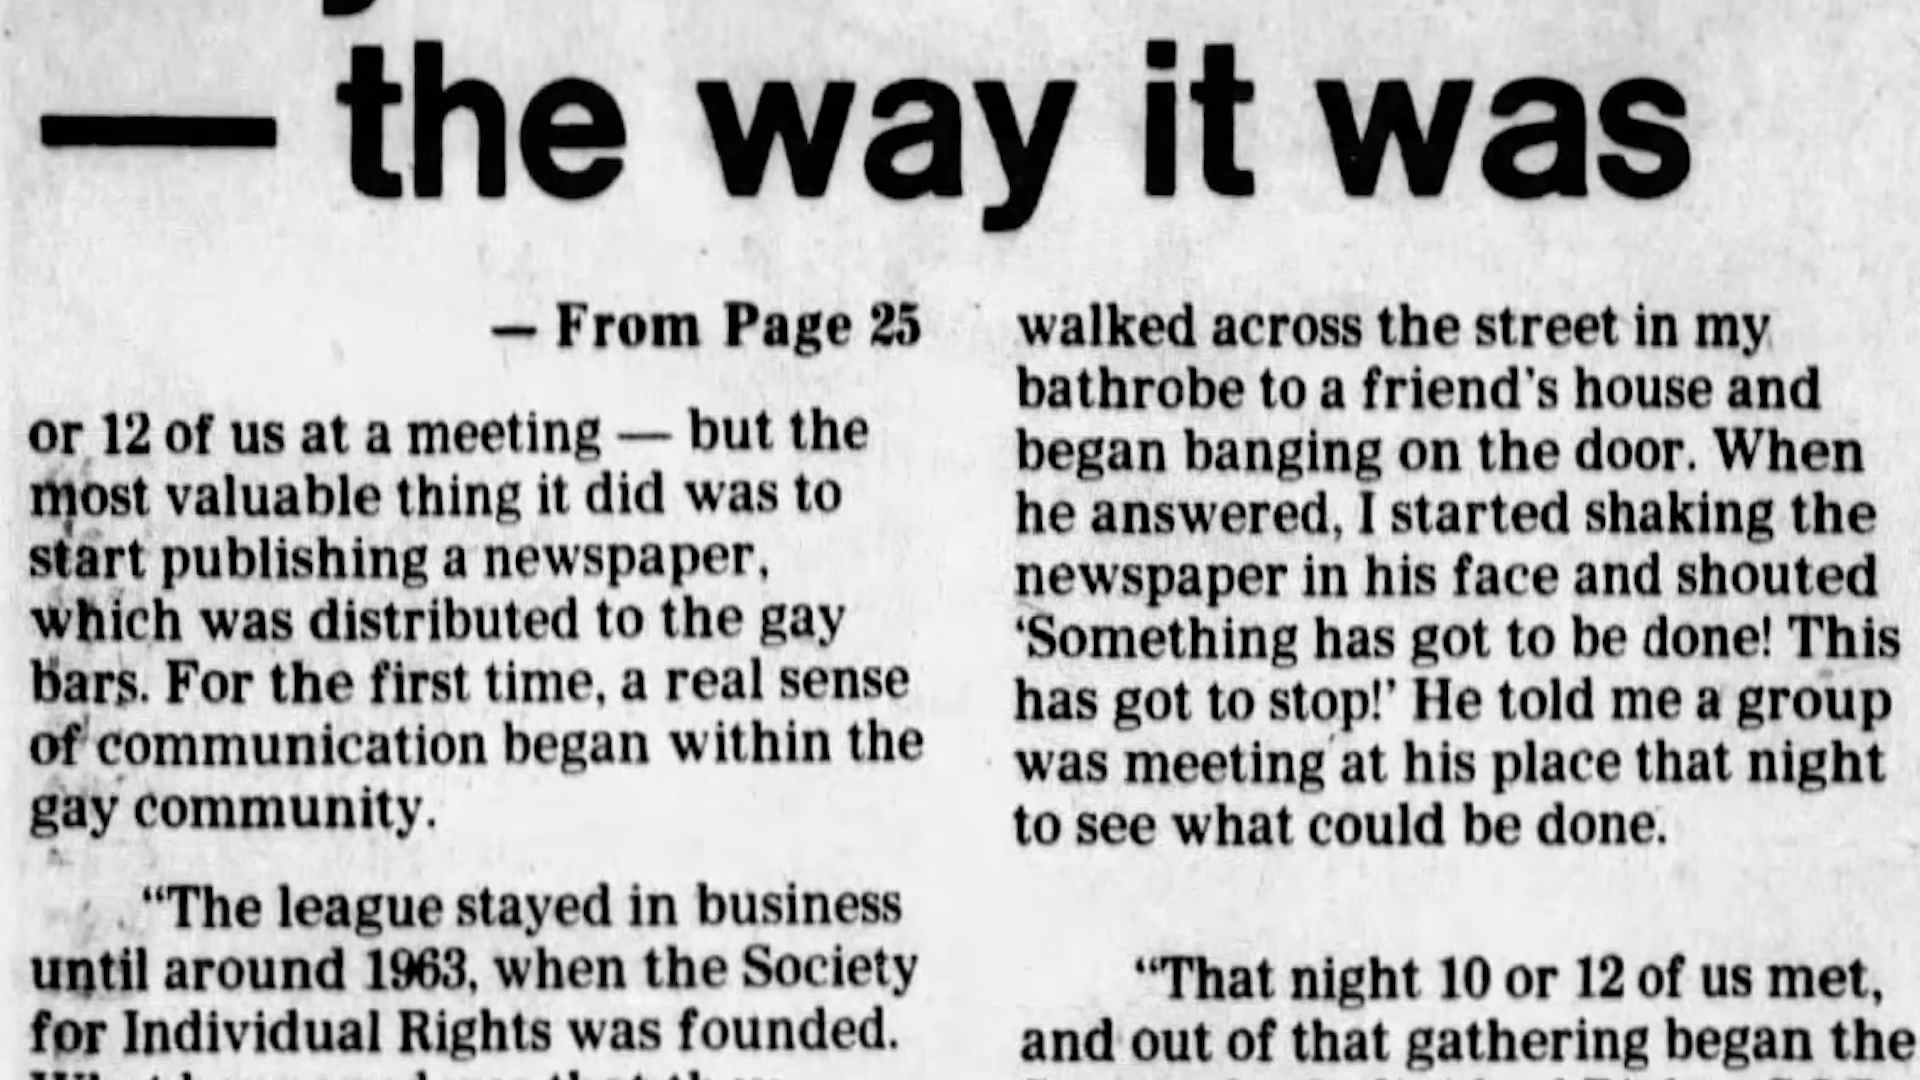 — the way it was
— From Page 25
or 12 of us at a meeting — but the
most valuable thing it did was to
start publishing a newspaper,
which was distributed to the gay
bars. For the first time, a real sense
of communication began within the
gay community.
“The league stayed in business
until around 1963, when the Society
for Individual Rights was founded.
walked across the street in my
bathrobe to a friend’s house and
began banging on the door. When
he answered, I started shaking the
newspaper in his face and shouted
‘Something has got to be done! This
has got to stop!’ He told me a group
was meeting at his place that night
to see what could be done.
“That night 10 or 12 of us met,
and out of that gathering began the